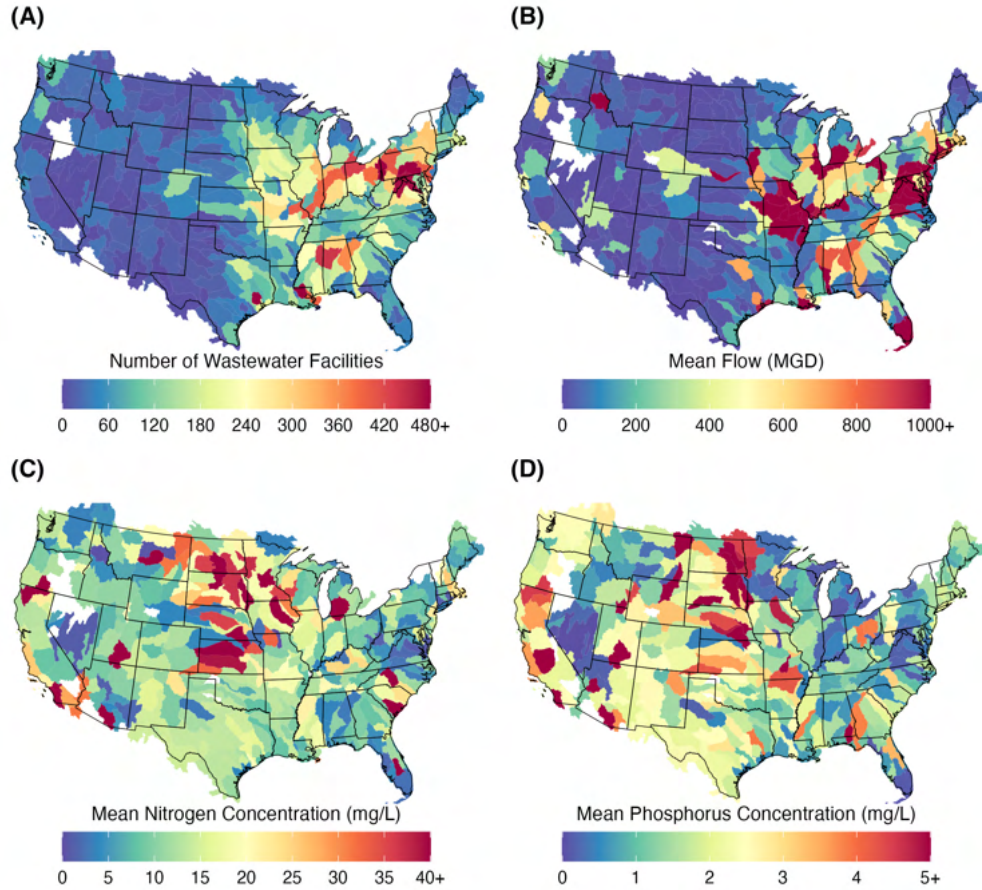 (A)
(B)
Number of Wastewater Facilities
0 60 120 180 240 300 360 420 480+
Mean Flow (MGD)
0 200 400 600 800 1000+
(C)
(D)
Mean Nitrogen Concentration (mg/L)
0 5 10 15 20 25 30 35 40+
Mean Phosphorus Concentration (mg/L)
0 1 2 3 4 5+